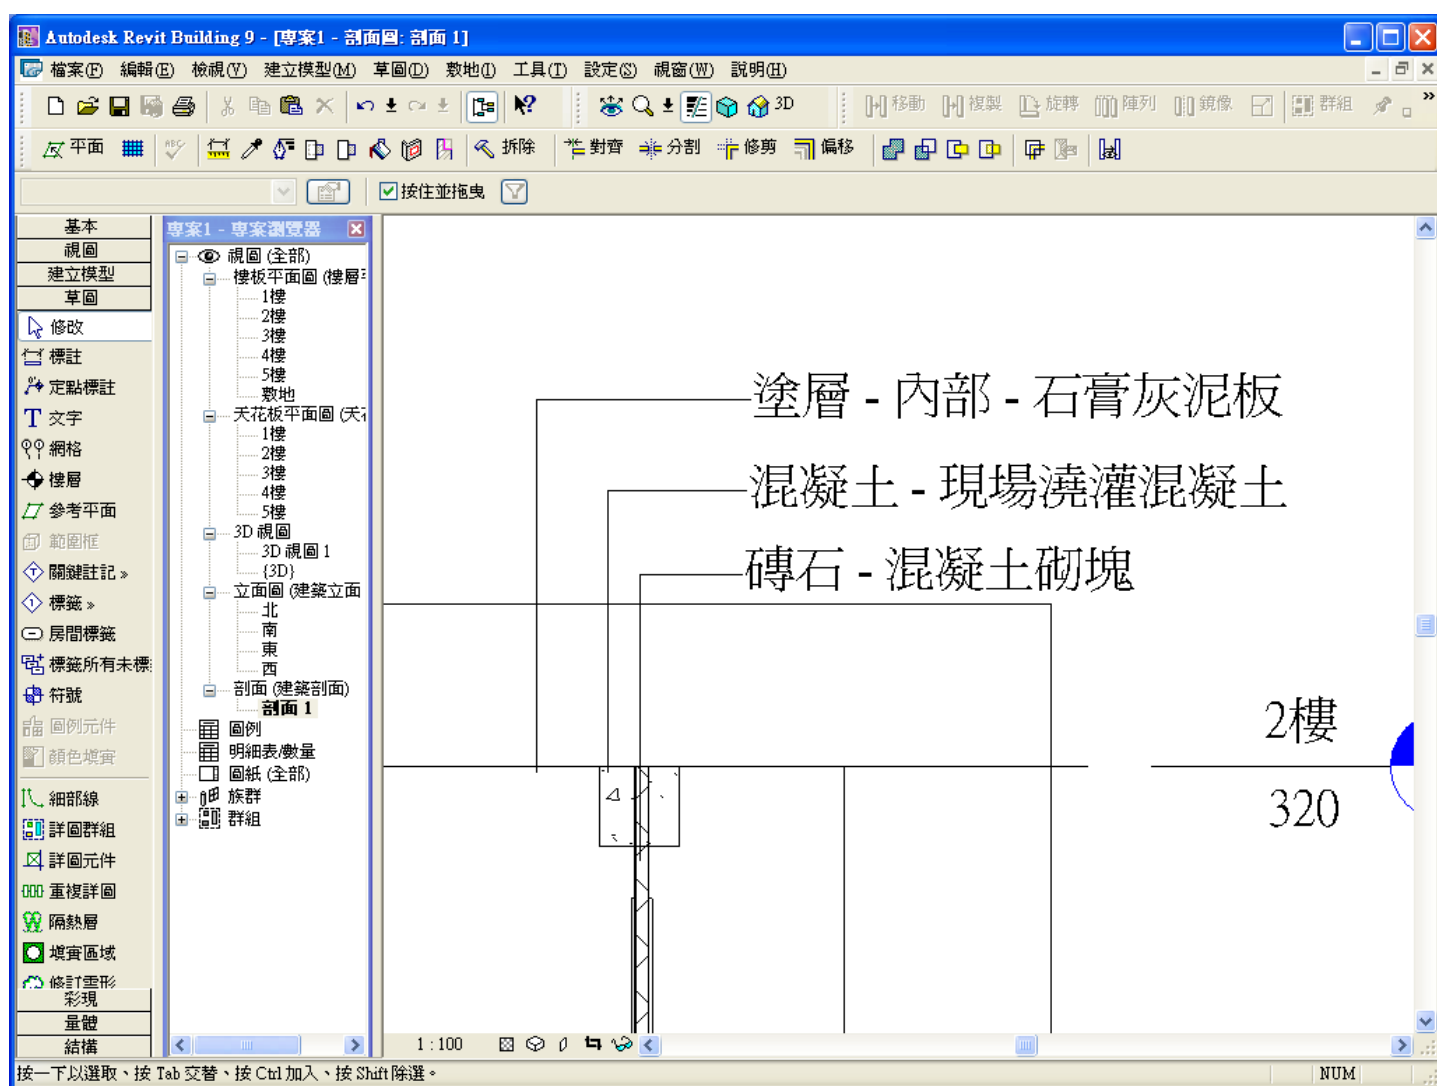 Autodesk Revit Building 9 - [專案1 - 剖面圖: 剖面 1]
檔案(F) 編輯(E) 檢視(V) 建立模型(M) 草圖(D) 敷地(I) 工具(T) 設定(S) 視窗(W) 說明(H)
3D 移動 複製 旋轉 陣列 鏡像 群組
平面 拆除 對齊 分割 修剪 偏移
按住並拖曳
基本
視圖
建立模型
草圖
修改
標註
定點標註
文字
網格
樓層
參考平面
範圍框
關鍵註記 »
標籤 »
房間標籤
標籤所有未標
符號
圖例元件
顏色填實
細部線
詳圖群組
詳圖元件
重複詳圖
隔熱層
填實區域
修訂雲形
彩現
量體
結構
專案1 - 專案瀏覽器
視圖 (全部)
樓板平面圖 (樓層平
1樓
2樓
3樓
4樓
5樓
敷地
天花板平面圖 (天花
1樓
2樓
3樓
4樓
5樓
3D 視圖
3D 視圖 1
{3D}
立面圖 (建築立面
北
南
東
西
剖面 (建築剖面)
剖面 1
圖例
明細表/數量
圖紙 (全部)
族群
群組
塗層 - 內部 - 石膏灰泥板
混凝土 - 現場澆灌混凝土
磚石 - 混凝土砌塊
2樓
320
1 : 100
按一下以選取、按 Tab 交替、按 Ctrl 加入、按 Shift 除選。
NUM